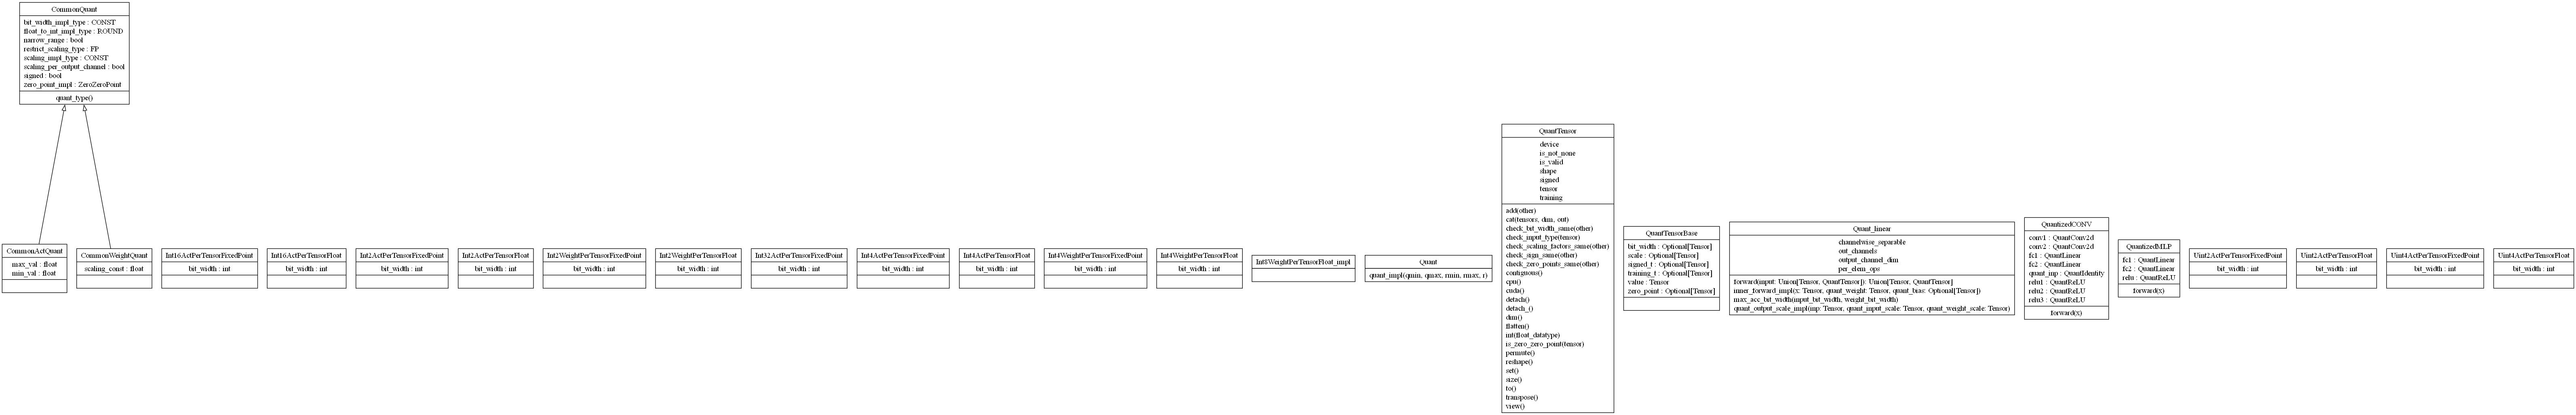 CommonQuant
bit_width_impl_type : CONST
float_to_int_impl_type : ROUND
narrow_range : bool
restrict_scaling_type : FP
scaling_impl_type : CONST
scaling_per_output_channel : bool
signed : bool
zero_point_impl : ZeroZeroPoint
quant_type()
CommonActQuant
max_val : float
min_val : float
CommonWeightQuant
scaling_const : float
Int16ActPerTensorFixedPoint
bit_width : int
Int16ActPerTensorFloat
bit_width : int
Int2ActPerTensorFixedPoint
bit_width : int
Int2ActPerTensorFloat
bit_width : int
Int2WeightPerTensorFixedPoint
bit_width : int
Int2WeightPerTensorFloat
bit_width : int
Int32ActPerTensorFixedPoint
bit_width : int
Int4ActPerTensorFixedPoint
bit_width : int
Int4ActPerTensorFloat
bit_width : int
Int4WeightPerTensorFixedPoint
bit_width : int
Int4WeightPerTensorFloat
bit_width : int
Int8WeightPerTensorFloat_impl
Quant
quant_impl(qmin, qmax, rmin, rmax, r)
QuantTensor
device
is_not_none
is_valid
shape
signed
tensor
training
add(other)
cat(tensors, dim, out)
check_bit_width_same(other)
check_input_type(tensor)
check_scaling_factors_same(other)
check_sign_same(other)
check_zero_points_same(other)
contiguous()
cpu()
cuda()
detach()
detach_()
dim()
flatten()
int(float_datatype)
is_zero_zero_point(tensor)
permute()
reshape()
set()
size()
to()
transpose()
view()
QuantTensorBase
bit_width : Optional[Tensor]
scale : Optional[Tensor]
signed_t : Optional[Tensor]
training_t : Optional[Tensor]
value : Tensor
zero_point : Optional[Tensor]
Quant_linear
channelwise_separable
out_channels
output_channel_dim
per_elem_ops
forward(input: Union[Tensor, QuantTensor]): Union[Tensor, QuantTensor]
inner_forward_impl(x: Tensor, quant_weight: Tensor, quant_bias: Optional[Tensor])
max_acc_bit_width(input_bit_width, weight_bit_width)
quant_output_scale_impl(inp: Tensor, quant_input_scale: Tensor, quant_weight_scale: Tensor)
QuantizedCONV
conv1 : QuantConv2d
conv2 : QuantConv2d
fc1 : QuantLinear
fc2 : QuantLinear
quant_inp : QuantIdentity
relu1 : QuantReLU
relu2 : QuantReLU
relu3 : QuantReLU
forward(x)
QuantizedMLP
fc1 : QuantLinear
fc2 : QuantLinear
relu : QuantReLU
forward(x)
Uint2ActPerTensorFixedPoint
bit_width : int
Uint2ActPerTensorFloat
bit_width : int
Uint4ActPerTensorFixedPoint
bit_width : int
Uint4ActPerTensorFloat
bit_width : int